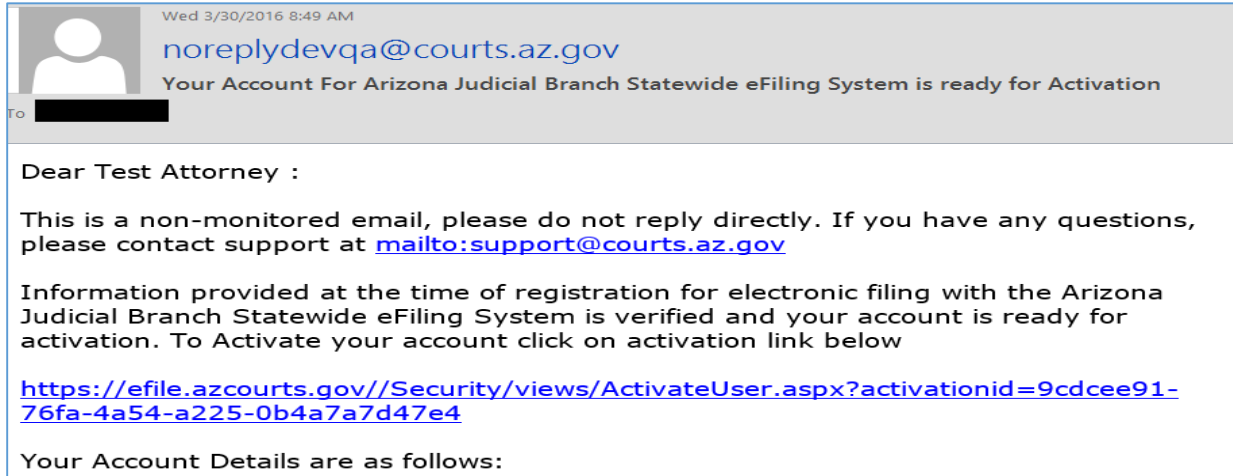 Wed 3/30/2016 8:49 AM
noreplydevqa@courts.az.gov
Your Account For Arizona Judicial Branch Statewide eFiling System is ready for Activation
To
Dear Test Attorney :
This is a non-monitored email, please do not reply directly. If you have any questions,
please contact support at mailto:support@courts.az.gov
Information provided at the time of registration for electronic filing with the Arizona
Judicial Branch Statewide eFiling System is verified and your account is ready for
activation. To Activate your account click on activation link below
https://efile.azcourts.gov//Security/views/ActivateUser.aspx?activationid=9cdcee91-
76fa-4a54-a225-0b4a7a7d47e4
Your Account Details are as follows: